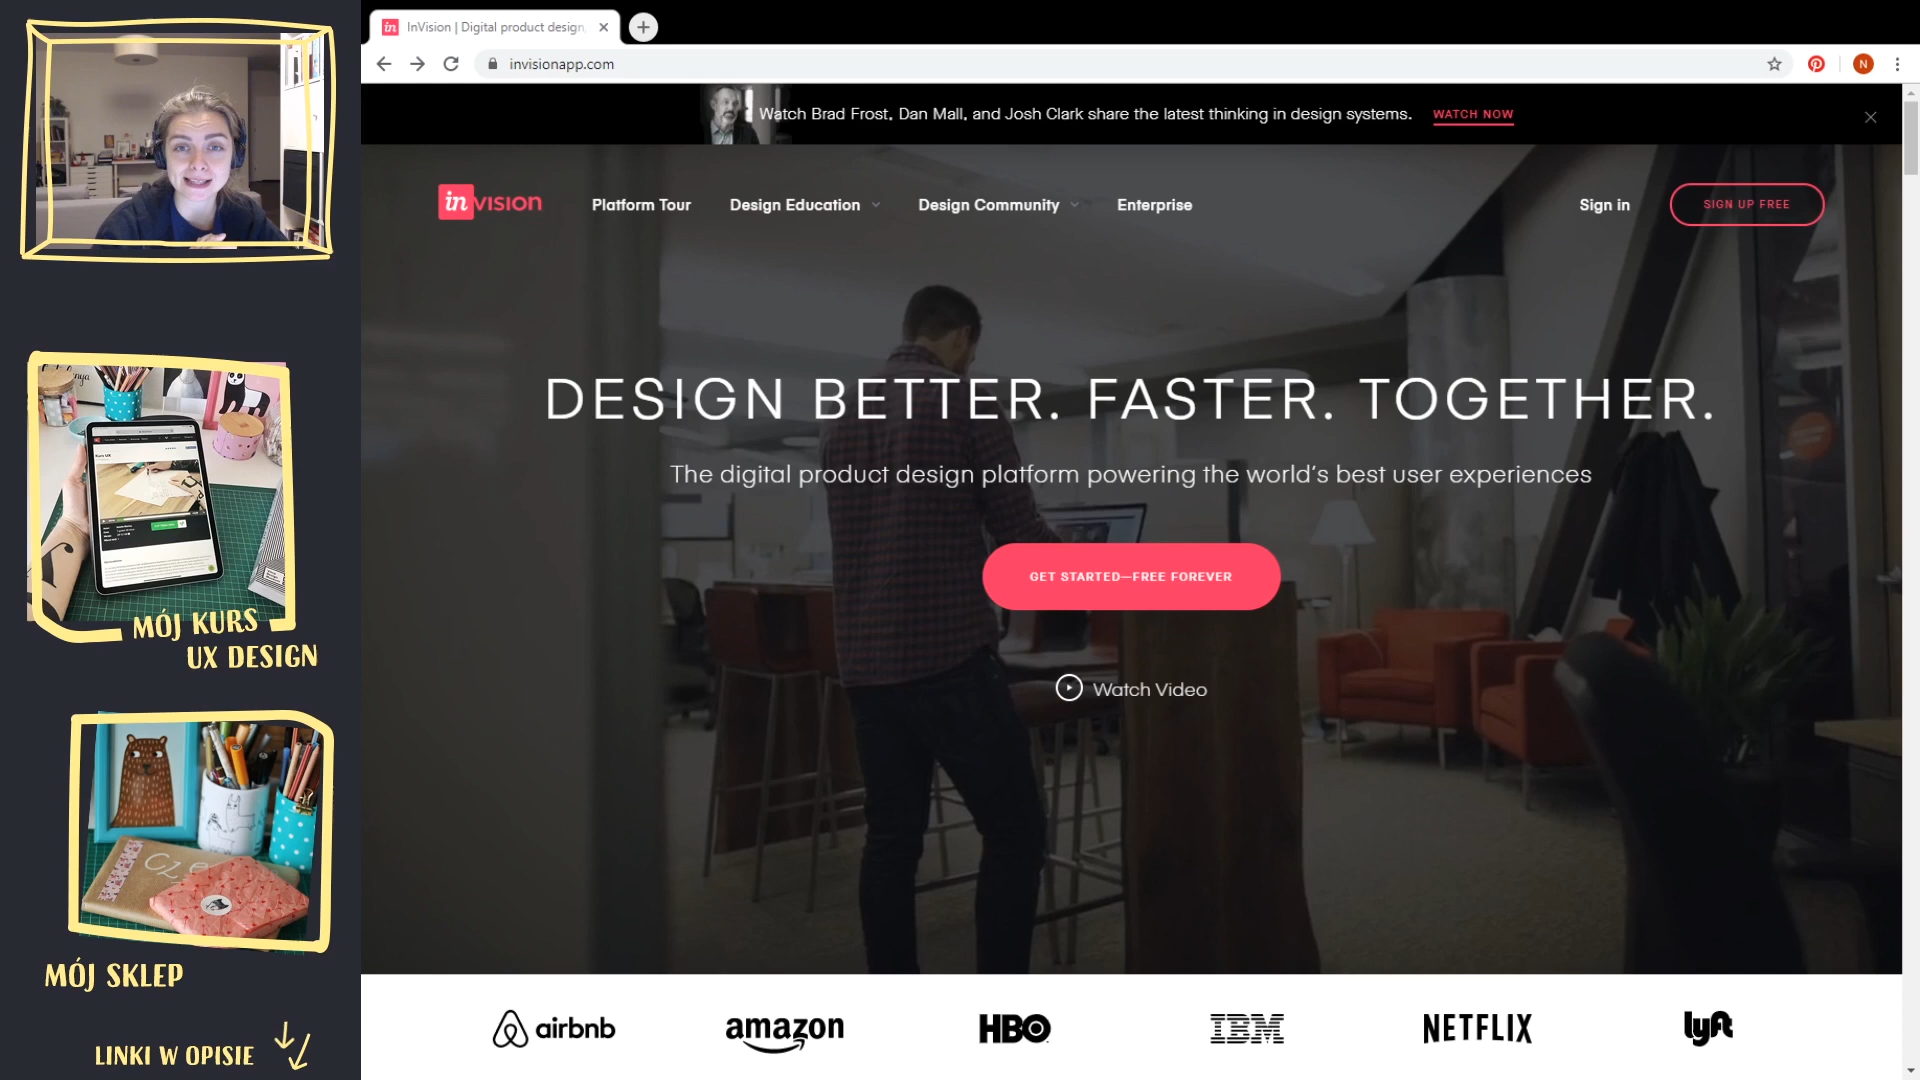 InVision | Digital product design,
invisionapp.com
N
Watch Brad Frost, Dan Mall, and Josh Clark share the latest thinking in design systems. WATCH NOW
inVISION
Platform Tour
Design Education
Design Community
Enterprise
Sign in
SIGN UP FREE
DESIGN BETTER. FASTER. TOGETHER.
The digital product design platform powering the world's best user experiences
GET STARTED—FREE FOREVER
Watch Video
airbnb
amazon
HBO
IBM
NETFLIX
lyft
MÓJ KURS
UX DESIGN
MÓJ SKLEP
LINKI W OPISIE